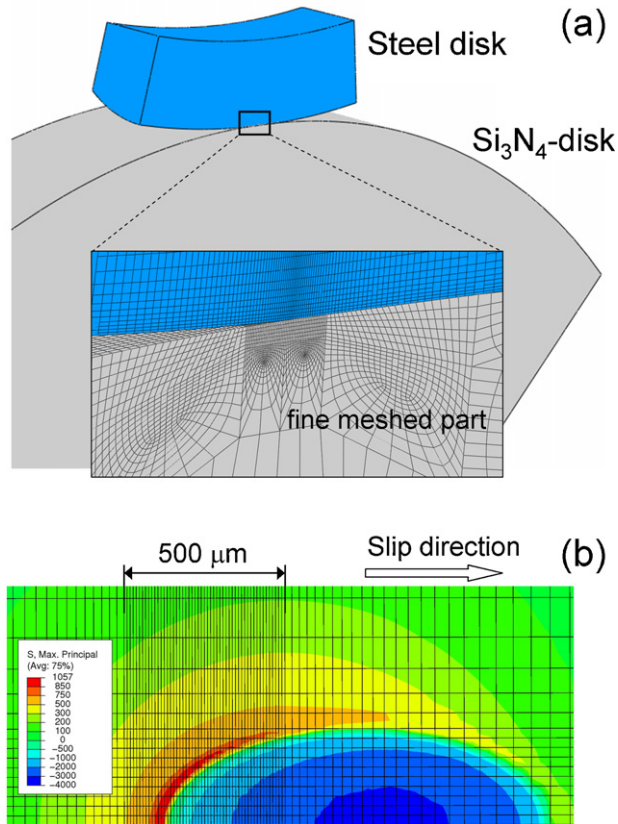 (a)
Steel disk
Si₃N₄-disk
fine meshed part
(b)
500 μm
Slip direction
S, Max. Principal
(Avg: 75%)
1057
850
750
500
300
200
100
0
−500
−1000
−2000
−3000
−4000